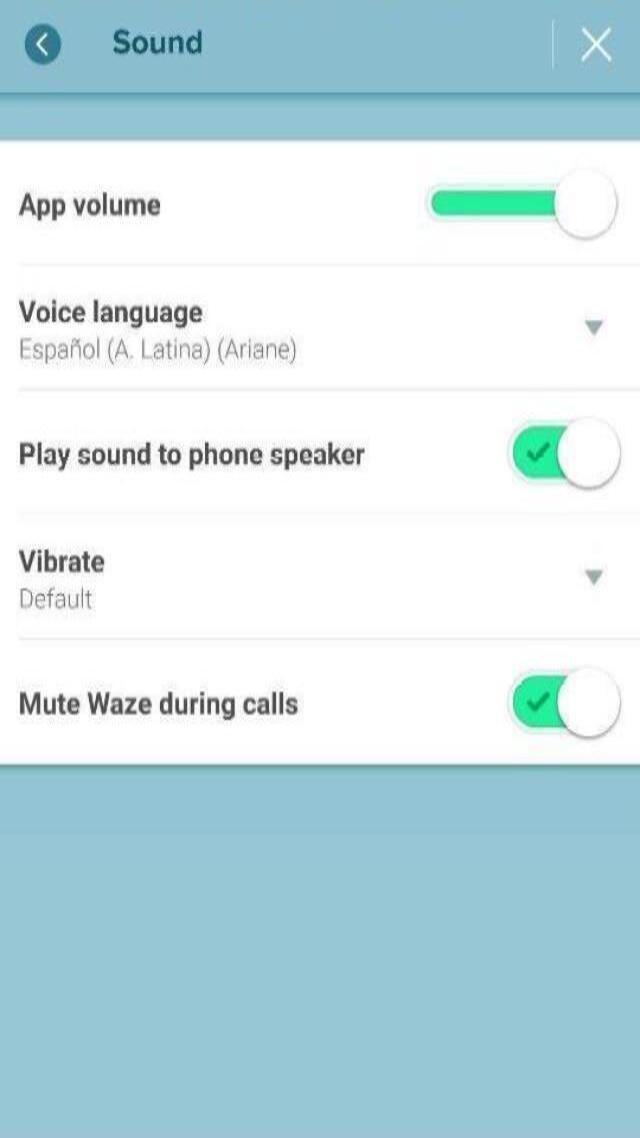 Sound
App volume
Voice language
Español (A. Latina) (Ariane)
Play sound to phone speaker
Vibrate
Default
Mute Waze during calls